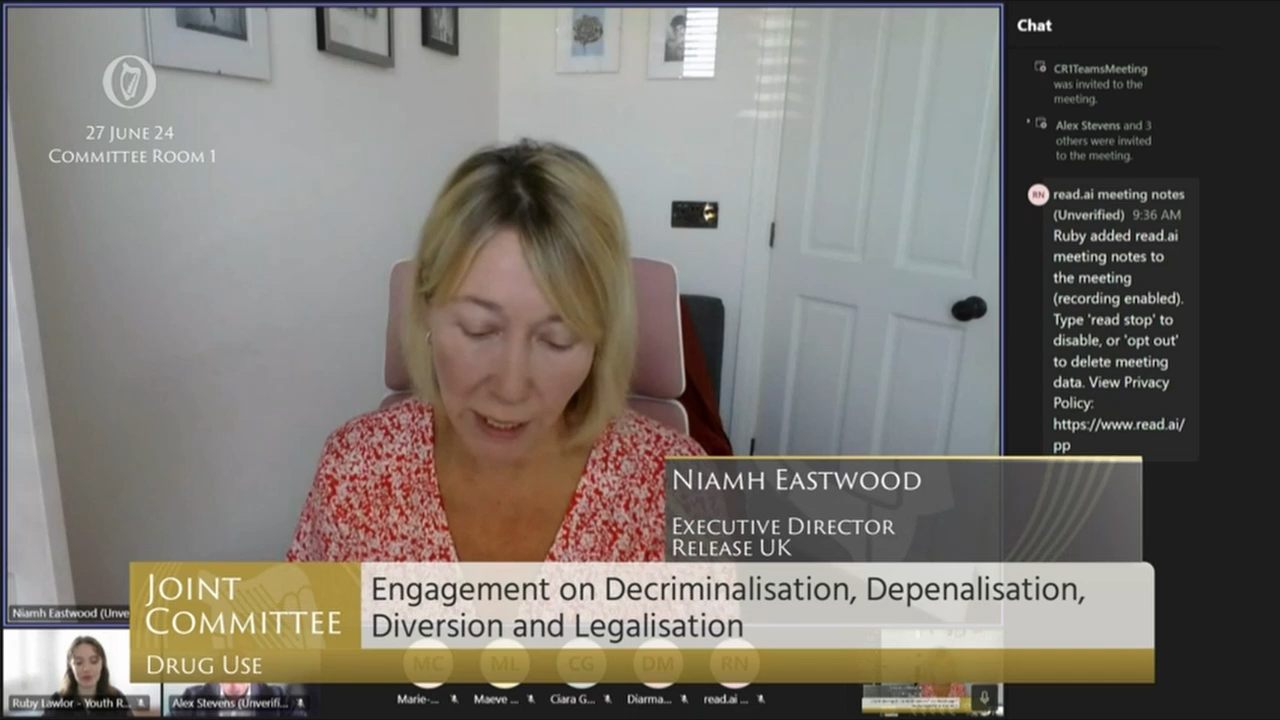 27 June 24
Committee Room 1
Chat
CR1TeamsMeeting
was invited to the
meeting.
Alex Stevens and 3
others were invited
to the meeting.
RN
read.ai meeting notes
(Unverified) 9:36 AM
Ruby added read.ai
meeting notes to
the meeting
(recording enabled).
Type 'read stop' to
disable, or 'opt out'
to delete meeting
data. View Privacy
Policy:
https://www.read.ai/
pp
Niamh Eastwood
Executive Director
Release UK
Joint
Committee
Engagement on Decriminalisation, Depenalisation,
Diversion and Legalisation
Drug Use
Niamh Eastwood (Unve
MC ML CG DM RN
Ruby Lawlor - Youth R...
Alex Stevens (Unverifi...
Marie-...
Maeve ...
Ciara G...
Diarma...
read.ai ...